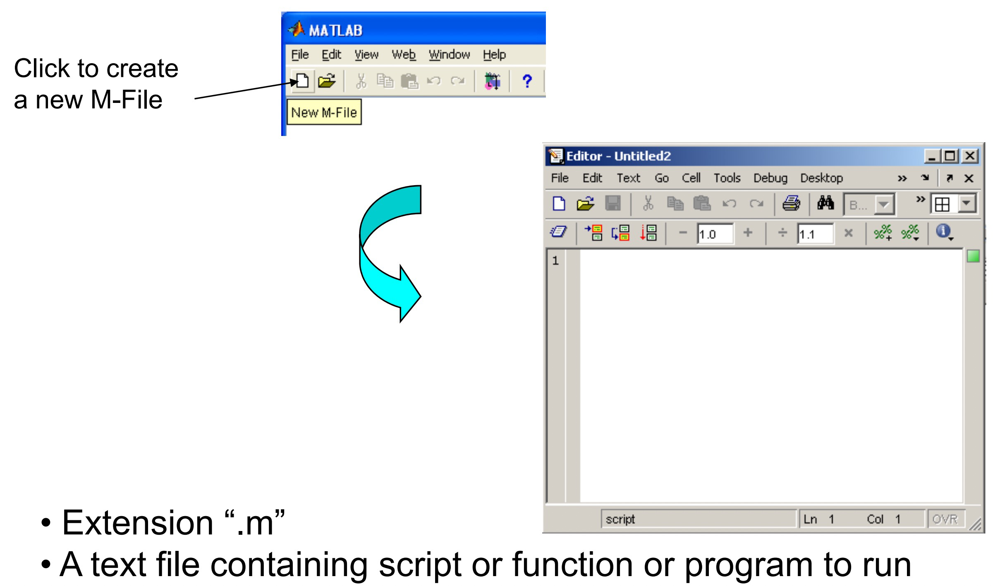 MATLAB
File Edit View Web Window Help
Click to create
a new M-File
?
New M-File
Editor - Untitled2
File Edit Text Go Cell Tools Debug Desktop »
B... »
- 1.0 + ÷ 1.1 × %%+ %%
1
script Ln 1 Col 1 OVR
• Extension “.m”
• A text file containing script or function or program to run